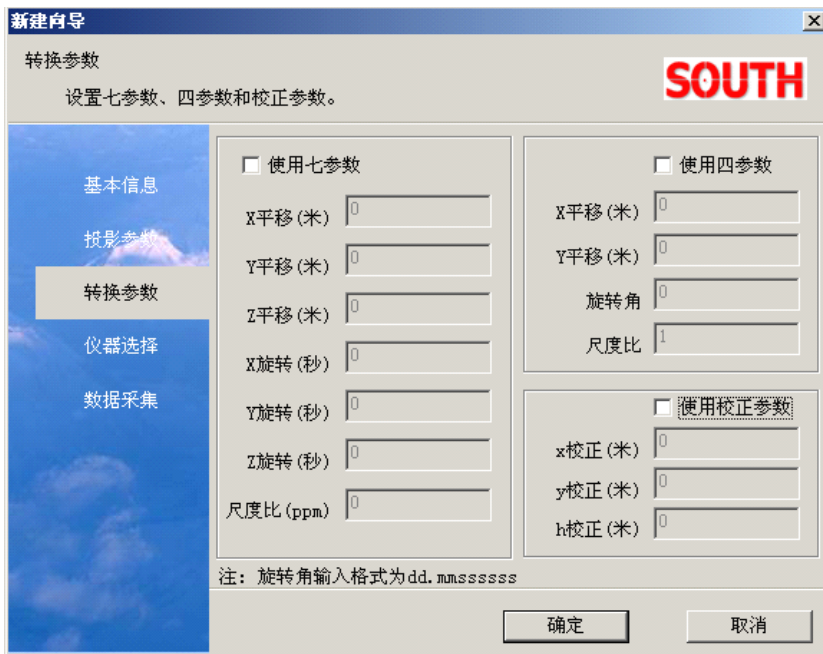 新建向导
转换参数
设置七参数、四参数和校正参数。
SOUTH
基本信息
投影参数
转换参数
仪器选择
数据采集
使用七参数
X平移(米) 0
Y平移(米) 0
Z平移(米) 0
X旋转(秒) 0
Y旋转(秒) 0
Z旋转(秒) 0
尺度比(ppm) 0
使用四参数
X平移(米) 0
Y平移(米) 0
旋转角 0
尺度比 1
使用校正参数
x校正(米) 0
y校正(米) 0
h校正(米) 0
注: 旋转角输入格式为dd.mmssssss
确定
取消